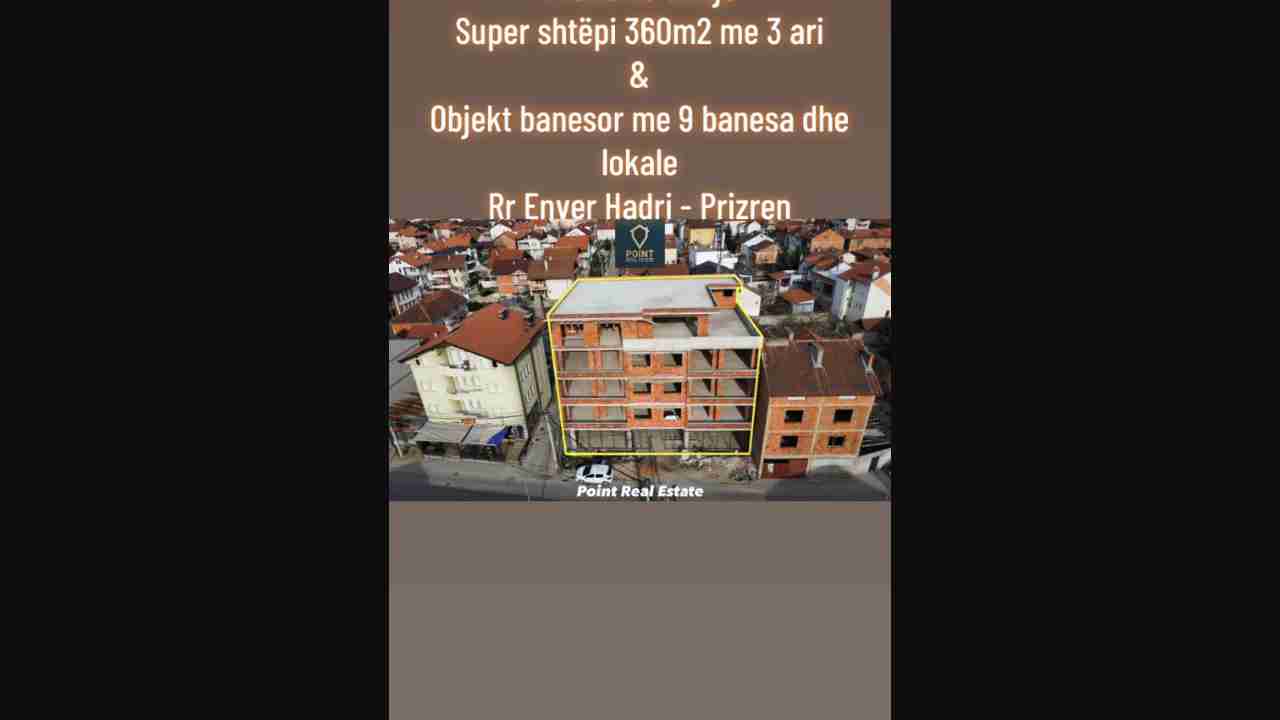 Super shtëpi 360m2 me 3 ari
&
Objekt banesor me 9 banesa dhe
lokale
Rr Enver Hadri - Prizren
POINT
Point Real Estate